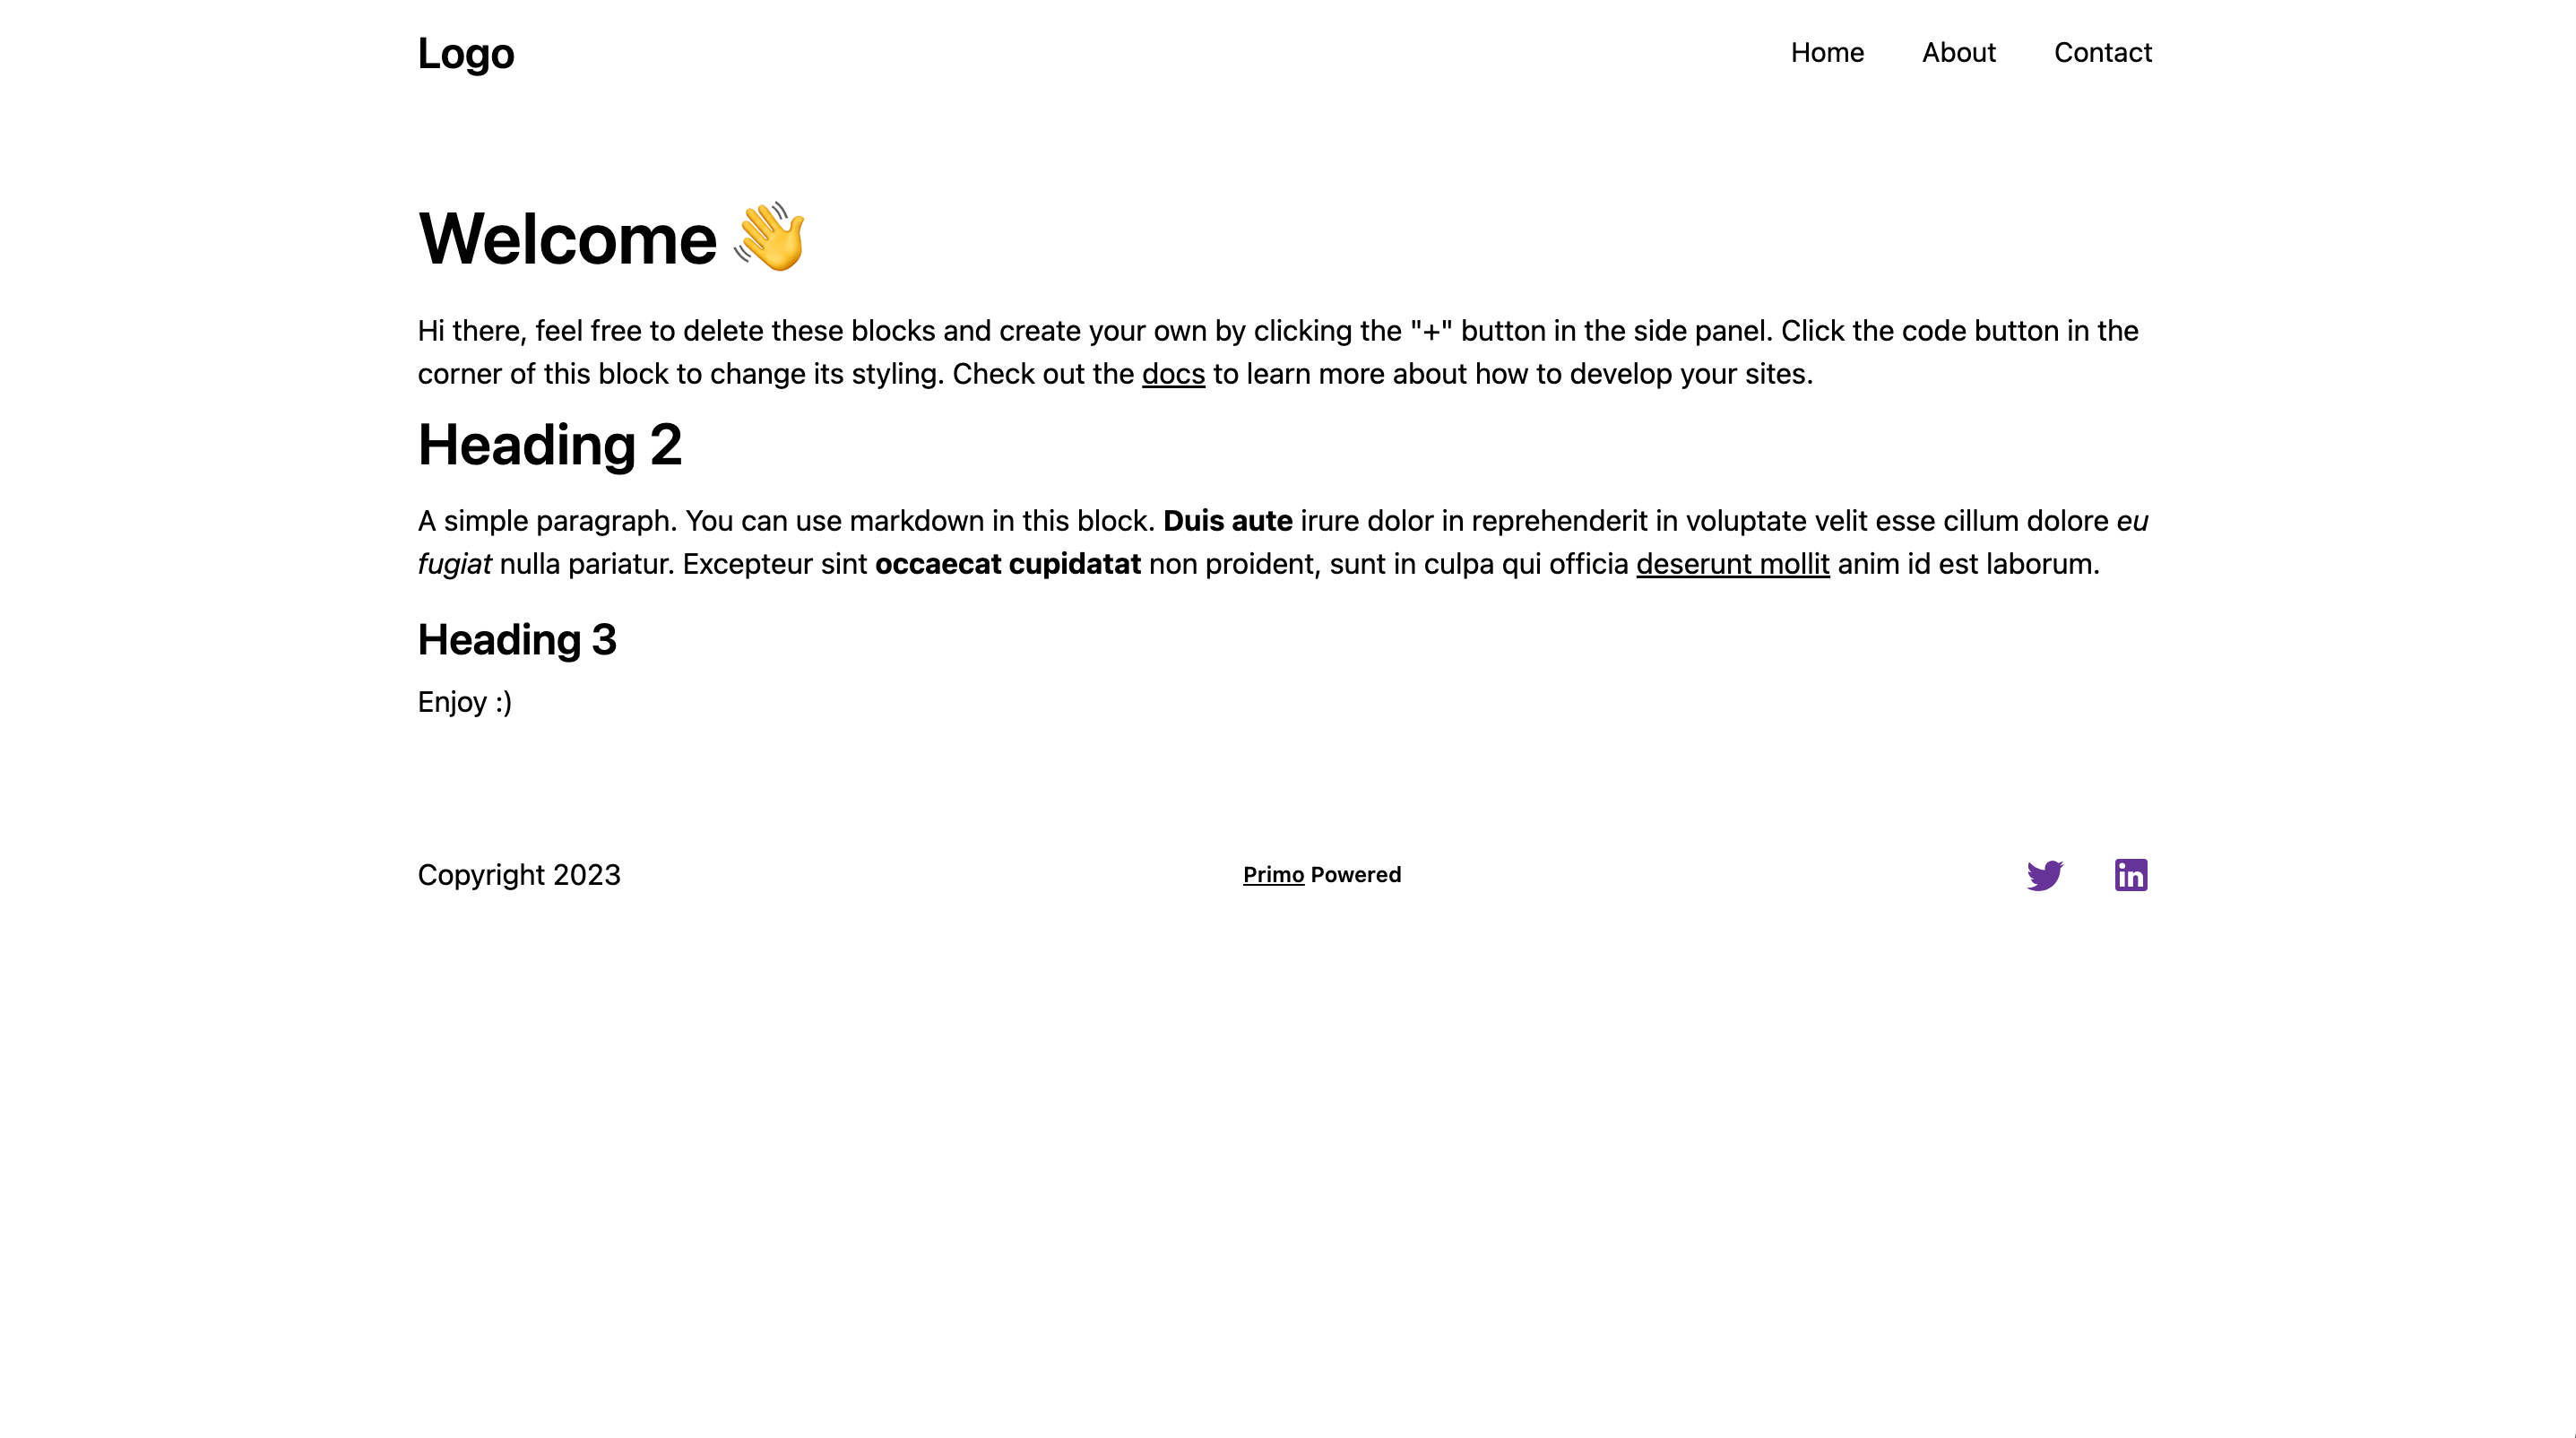 Logo
Home About Contact
Welcome 👋
Hi there, feel free to delete these blocks and create your own by clicking the "+" button in the side panel. Click the code button in the
corner of this block to change its styling. Check out the docs to learn more about how to develop your sites.
Heading 2
A simple paragraph. You can use markdown in this block. Duis aute irure dolor in reprehenderit in voluptate velit esse cillum dolore eu
fugiat nulla pariatur. Excepteur sint occaecat cupidatat non proident, sunt in culpa qui officia deserunt mollit anim id est laborum.
Heading 3
Enjoy :)
Copyright 2023
Primo Powered
in